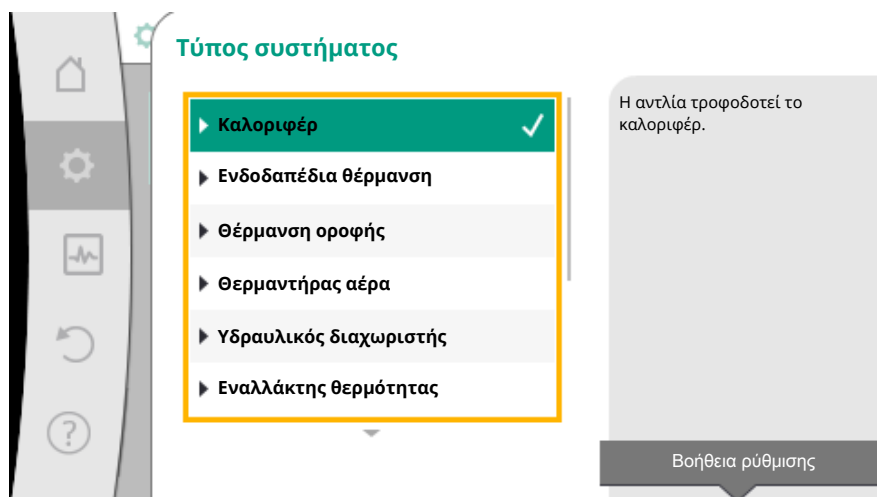 Τύπος συστήματος
Καλοριφέρ
Ενδοδαπέδια θέρμανση
Θέρμανση οροφής
Θερμαντήρας αέρα
Υδραυλικός διαχωριστής
Εναλλάκτης θερμότητας
Η αντλία τροφοδοτεί το
καλοριφέρ.
Βοήθεια ρύθμισης